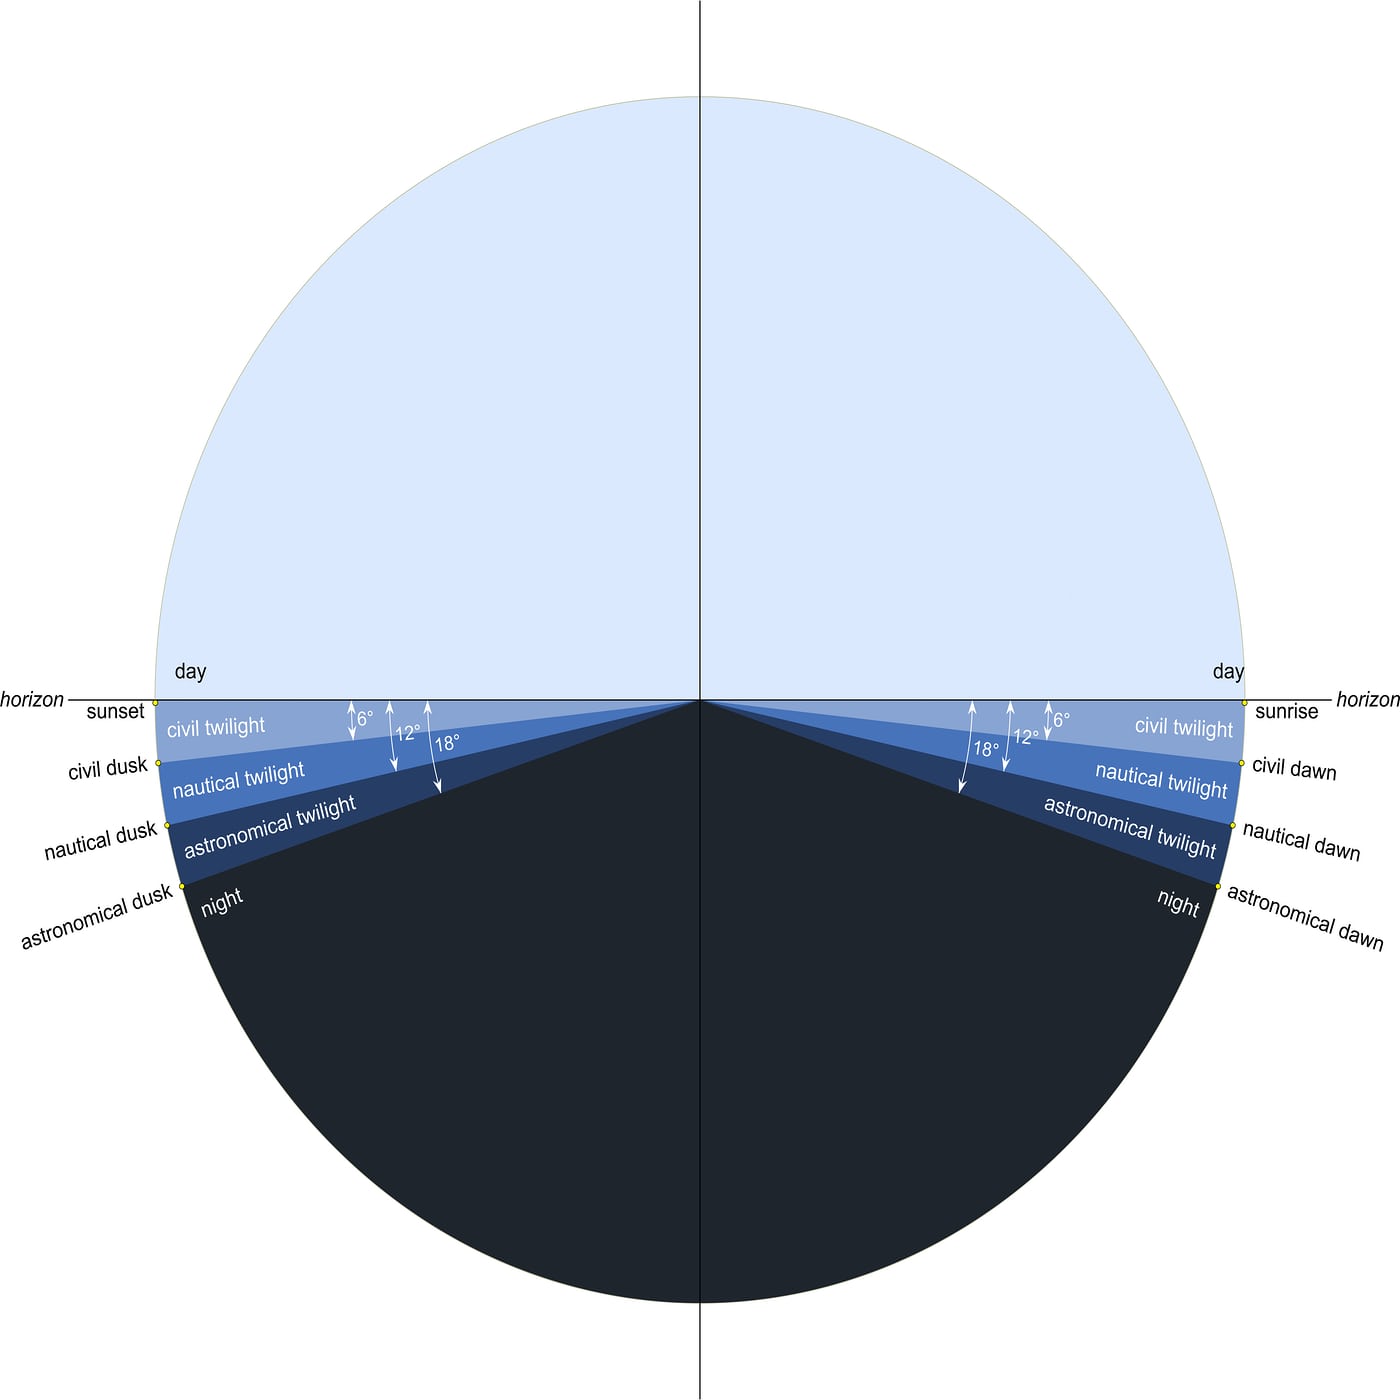 day
day
horizon
horizon
sunset
sunrise
civil twilight
6°
12°
18°
18°
12°
6°
civil twilight
civil dusk
civil dawn
nautical twilight
nautical twilight
nautical dusk
nautical dawn
astronomical twilight
astronomical twilight
astronomical dusk
astronomical dawn
night
night